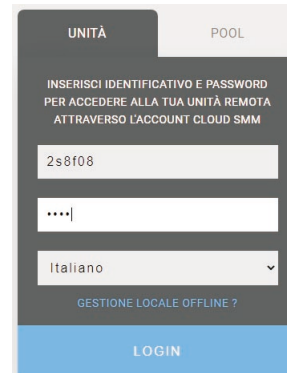 UNITÀ POOL
INSERISCI IDENTIFICATIVO E PASSWORD
PER ACCEDERE ALLA TUA UNITÀ REMOTA
ATTRAVERSO L'ACCOUNT CLOUD SMM
2s8f08
••••
Italiano
GESTIONE LOCALE OFFLINE ?
LOGIN